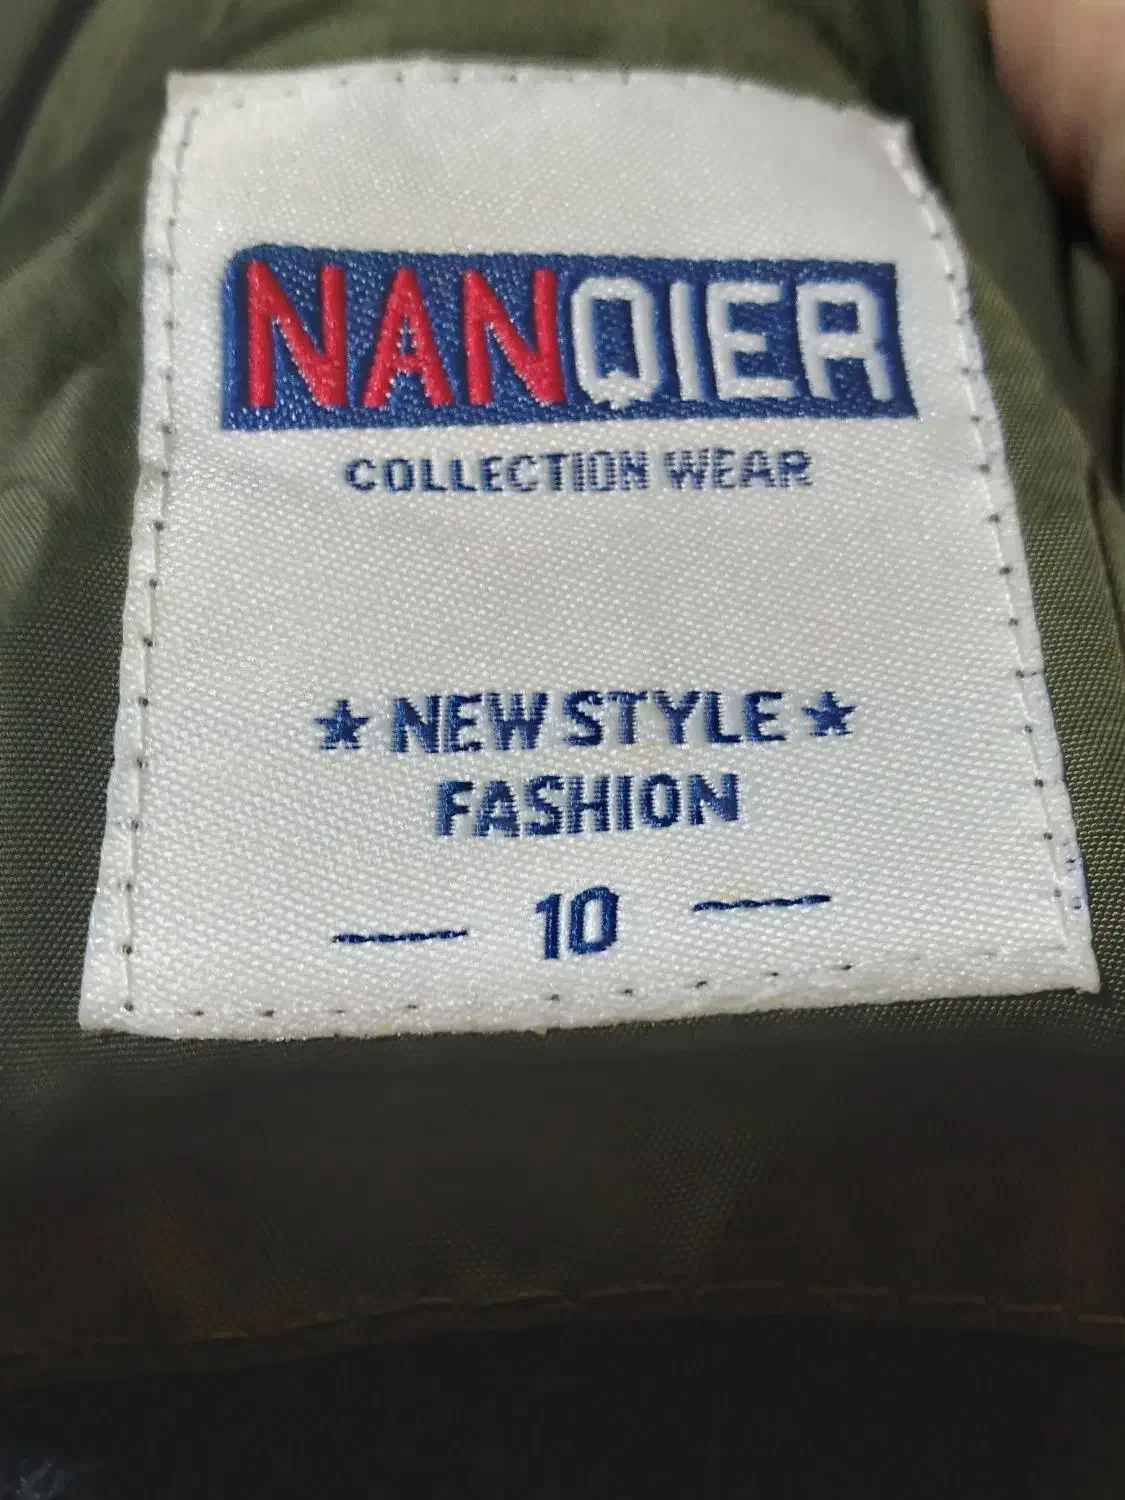 NANQIER
COLLECTION WEAR
★ NEW STYLE ★
FASHION
— 10 —